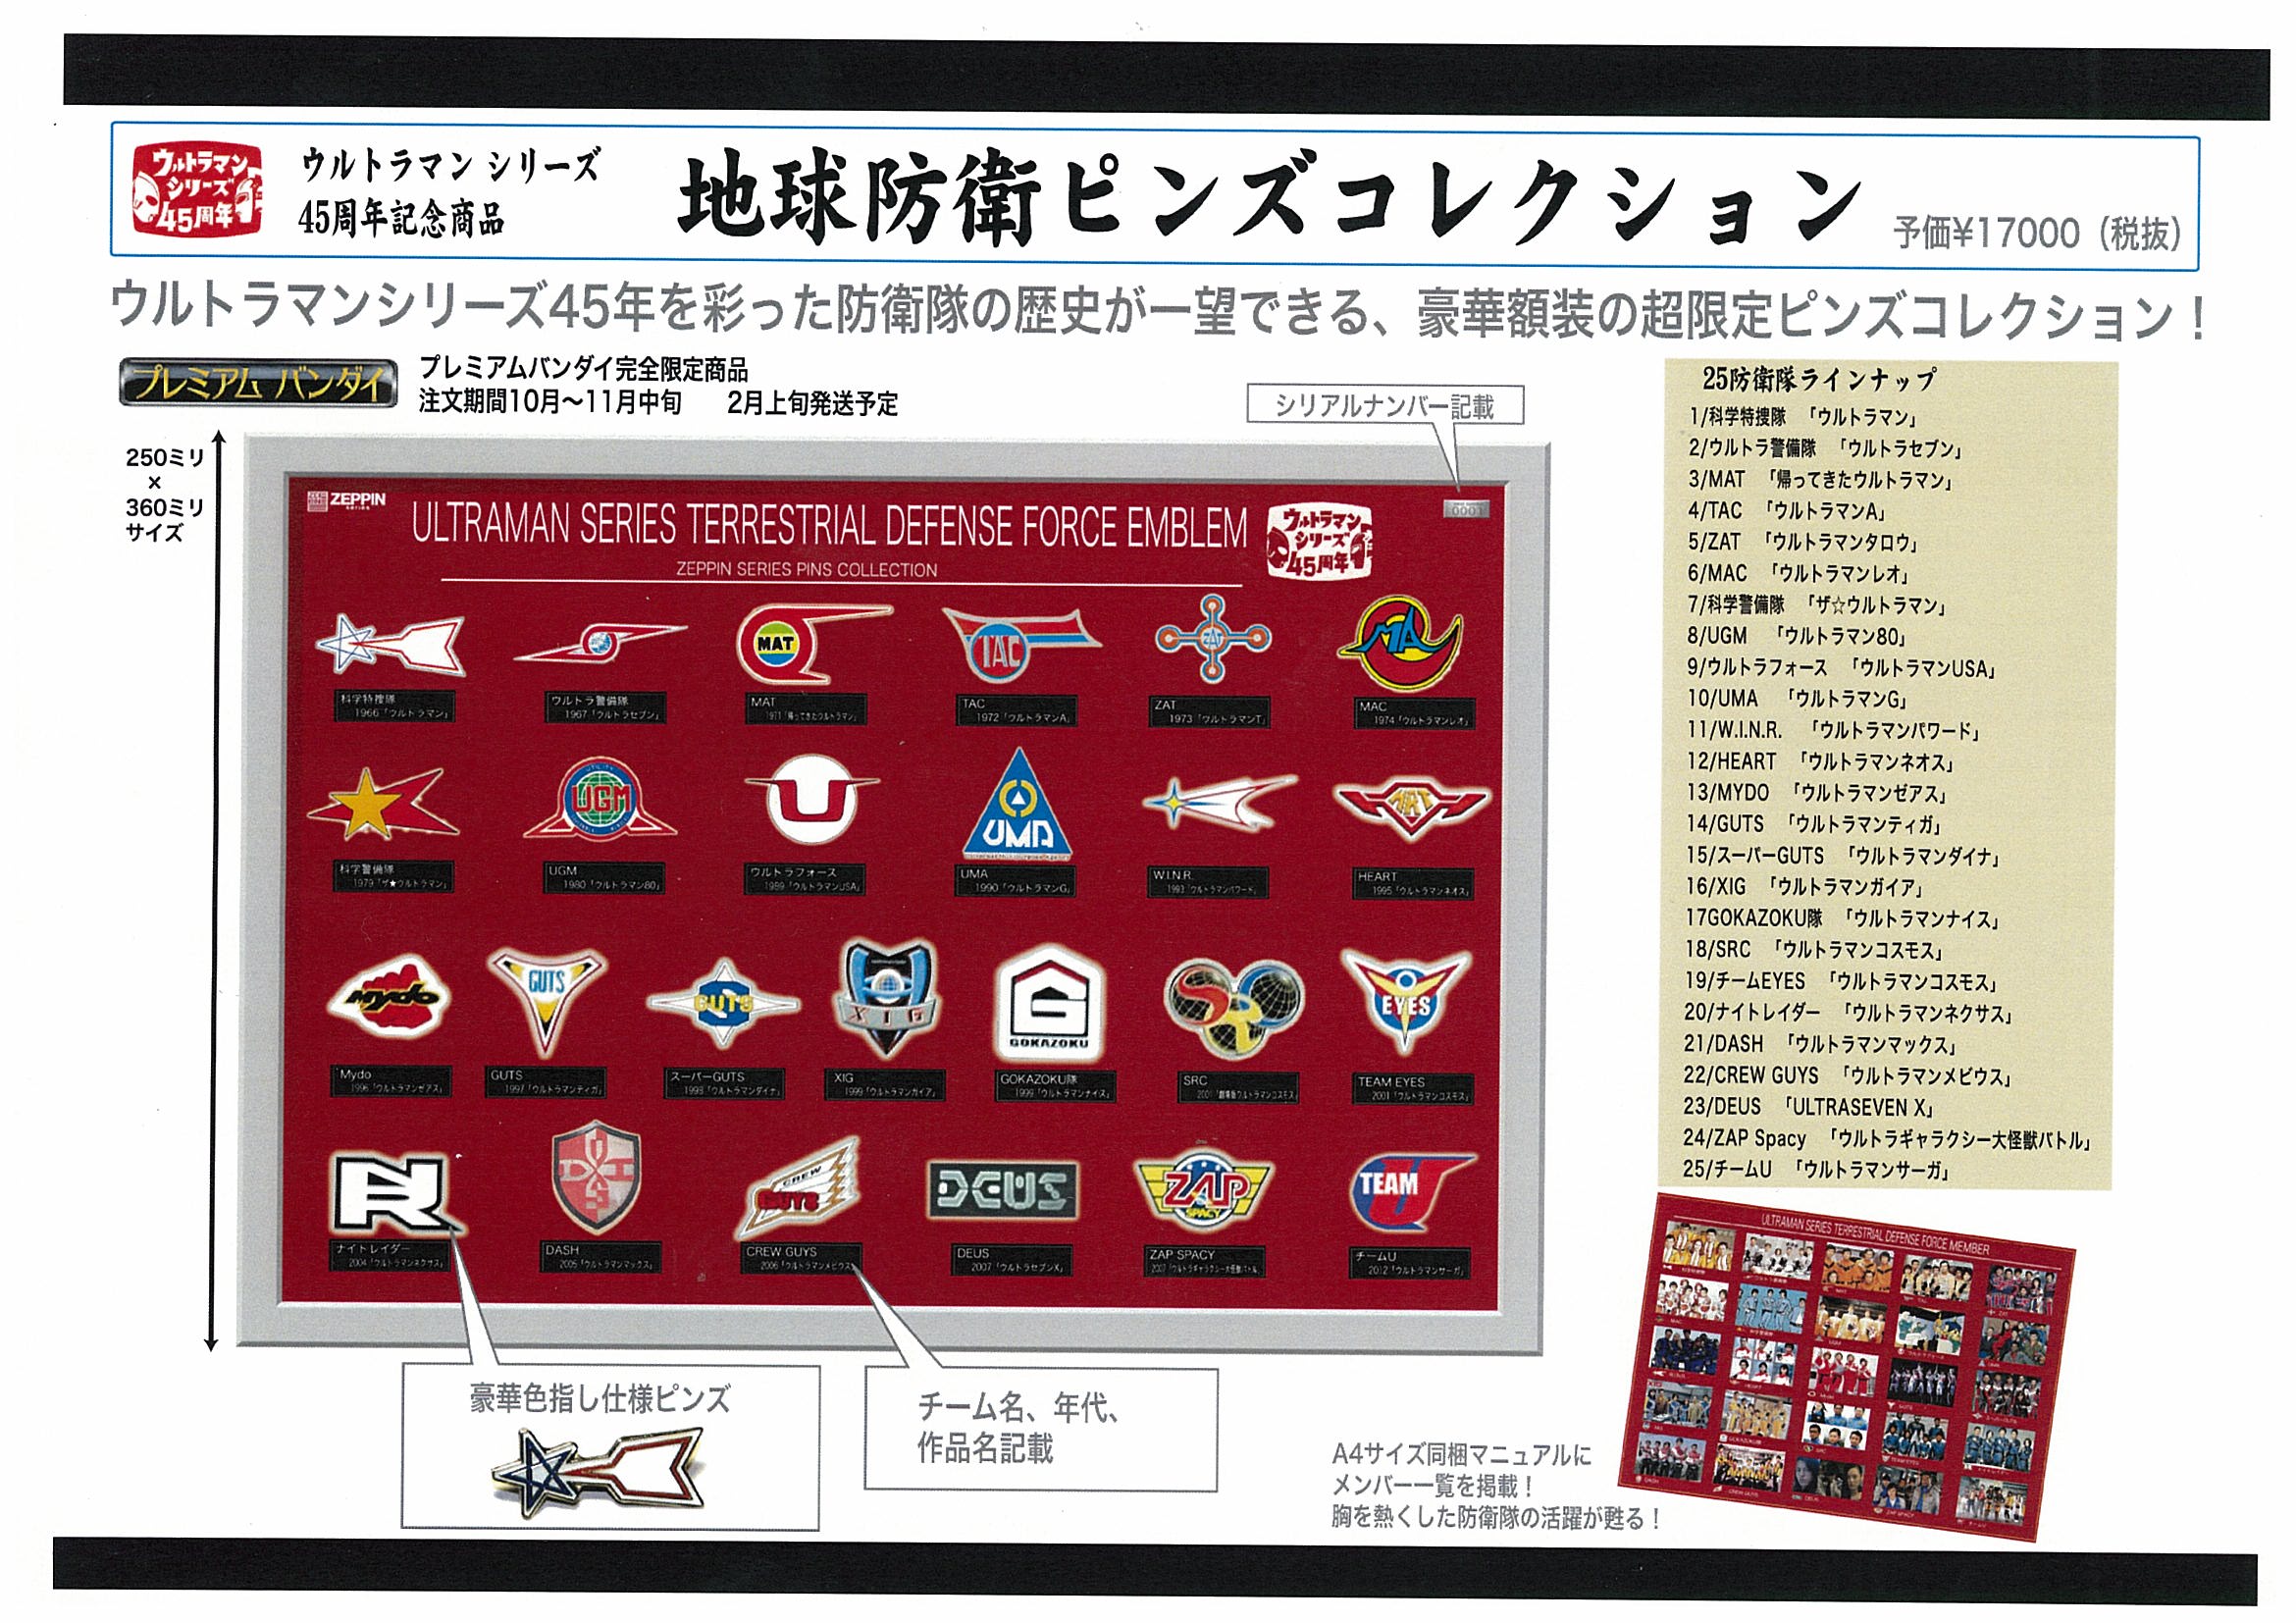 ウルトラマン
シリーズ
45周年
ウルトラマン シリーズ
45周年記念商品
地球防衛ピンズコレクション
予価¥17000（税抜）
ウルトラマンシリーズ45年を彩った防衛隊の歴史が一望できる、豪華額装の超限定ピンズコレクション！
プレミアム バンダイ
プレミアムバンダイ完全限定商品
注文期間10月〜11月中旬　2月上旬発送予定
シリアルナンバー記載
250ミリ
×
360ミリ
サイズ
ZEPPIN
series
ULTRAMAN SERIES TERRESTRIAL DEFENSE FORCE EMBLEM
ZEPPIN SERIES PINS COLLECTION
ウルトラマン
シリーズ
45周年
0001
MAT
TAC
ZAT
MA
科学特捜隊
1966「ウルトラマン」
ウルトラ警備隊
1967「ウルトラセブン」
MAT
1971「帰ってきたウルトラマン」
TAC
1972「ウルトラマンA」
ZAT
1973「ウルトラマンT」
MAC
1974「ウルトラマンレオ」
UGM
U
UMA
科学警備隊
1979「ザ★ウルトラマン」
UGM
1980「ウルトラマン80」
ウルトラフォース
1989「ウルトラマンUSA」
UMA
1990「ウルトラマンG」
W.I.N.R.
1993「ウルトラマンパワード」
HEART
1995「ウルトラマンネオス」
Mydo
GUTS
GUTS
XIG
GOKAZOKU
EYES
Mydo
1996「ウルトラマンゼアス」
GUTS
1997「ウルトラマンティガ」
スーパーGUTS
1998「ウルトラマンダイナ」
XIG
1999「ウルトラマンガイア」
GOKAZOKU隊
1999「ウルトラマンナイス」
SRC
2001「劇場版ウルトラマンコスモス」
TEAM EYES
2001「ウルトラマンコスモス」
DASH
CREW
GUYS
DEUS
ZAP
SPACY
TEAM
U
ナイトレイダー
2004「ウルトラマンネクサス」
DASH
2005「ウルトラマンマックス」
CREW GUYS
2006「ウルトラマンメビウス」
DEUS
2007「ウルトラセブンX」
ZAP SPACY
2007「ウルトラギャラクシー大怪獣バトル」
チームU
2012「ウルトラマンサーガ」
豪華色指し仕様ピンズ
チーム名、年代、
作品名記載
25防衛隊ラインナップ
1/科学特捜隊　「ウルトラマン」
2/ウルトラ警備隊　「ウルトラセブン」
3/MAT　「帰ってきたウルトラマン」
4/TAC　「ウルトラマンA」
5/ZAT　「ウルトラマンタロウ」
6/MAC　「ウルトラマンレオ」
7/科学警備隊　「ザ☆ウルトラマン」
8/UGM　「ウルトラマン80」
9/ウルトラフォース　「ウルトラマンUSA」
10/UMA　「ウルトラマンG」
11/W.I.N.R.　「ウルトラマンパワード」
12/HEART　「ウルトラマンネオス」
13/MYDO　「ウルトラマンゼアス」
14/GUTS　「ウルトラマンティガ」
15/スーパーGUTS　「ウルトラマンダイナ」
16/XIG　「ウルトラマンガイア」
17GOKAZOKU隊　「ウルトラマンナイス」
18/SRC　「ウルトラマンコスモス」
19/チームEYES　「ウルトラマンコスモス」
20/ナイトレイダー　「ウルトラマンネクサス」
21/DASH　「ウルトラマンマックス」
22/CREW GUYS　「ウルトラマンメビウス」
23/DEUS　「ULTRASEVEN X」
24/ZAP Spacy　「ウルトラギャラクシー大怪獣バトル」
25/チームU　「ウルトラマンサーガ」
ULTRAMAN SERIES TERRESTRIAL DEFENSE FORCE MEMBER
A4サイズ同梱マニュアルに
メンバー一覧を掲載！
胸を熱くした防衛隊の活躍が甦る！